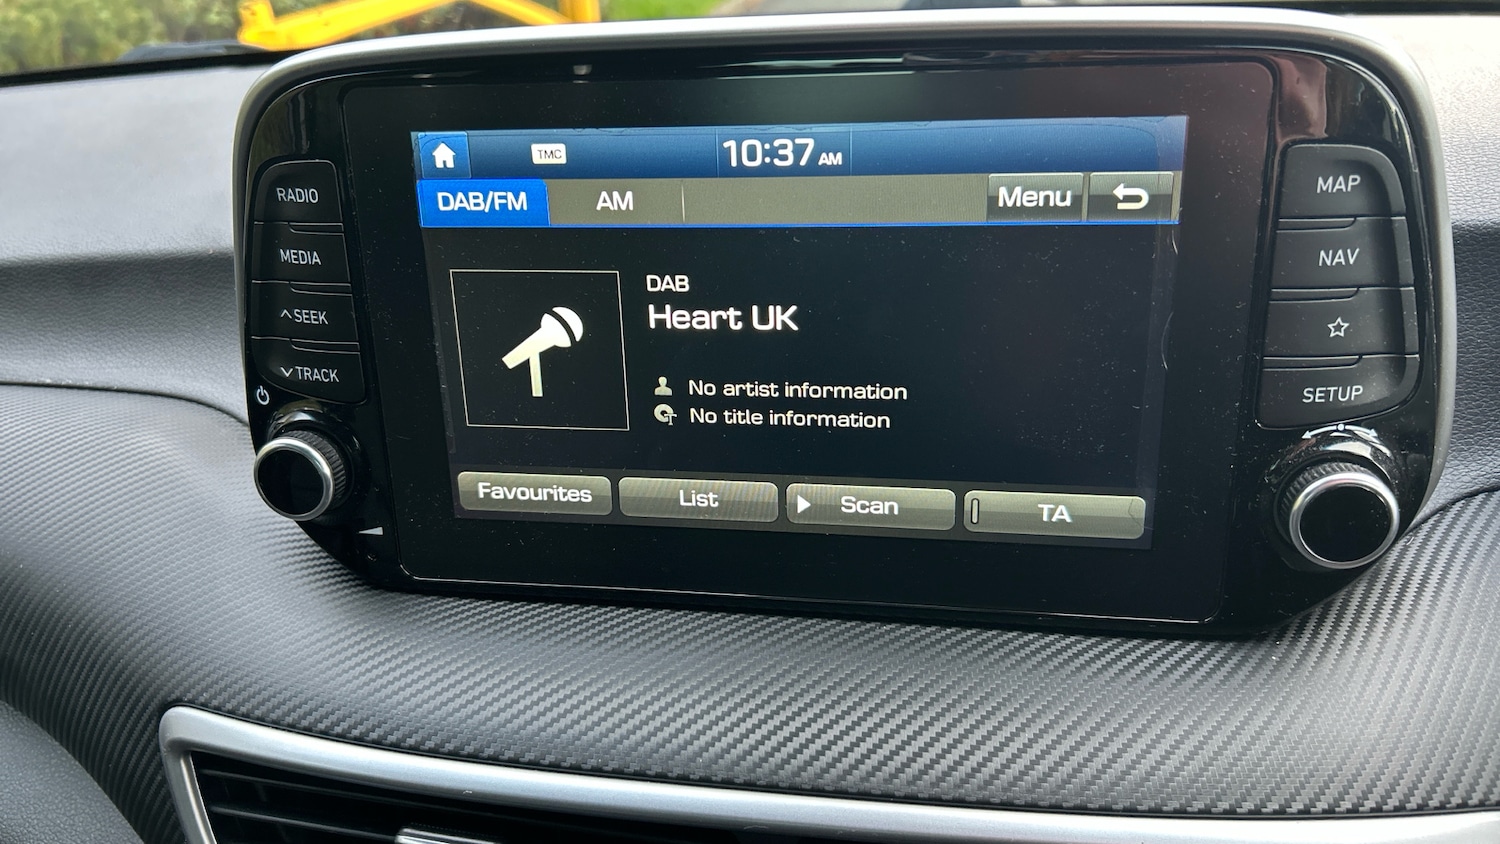 TMC
10:37 AM
DAB/FM
AM
Menu
DAB
Heart UK
No artist information
No title information
Favourites
List
Scan
TA
RADIO
MEDIA
SEEK
TRACK
MAP
NAV
SETUP